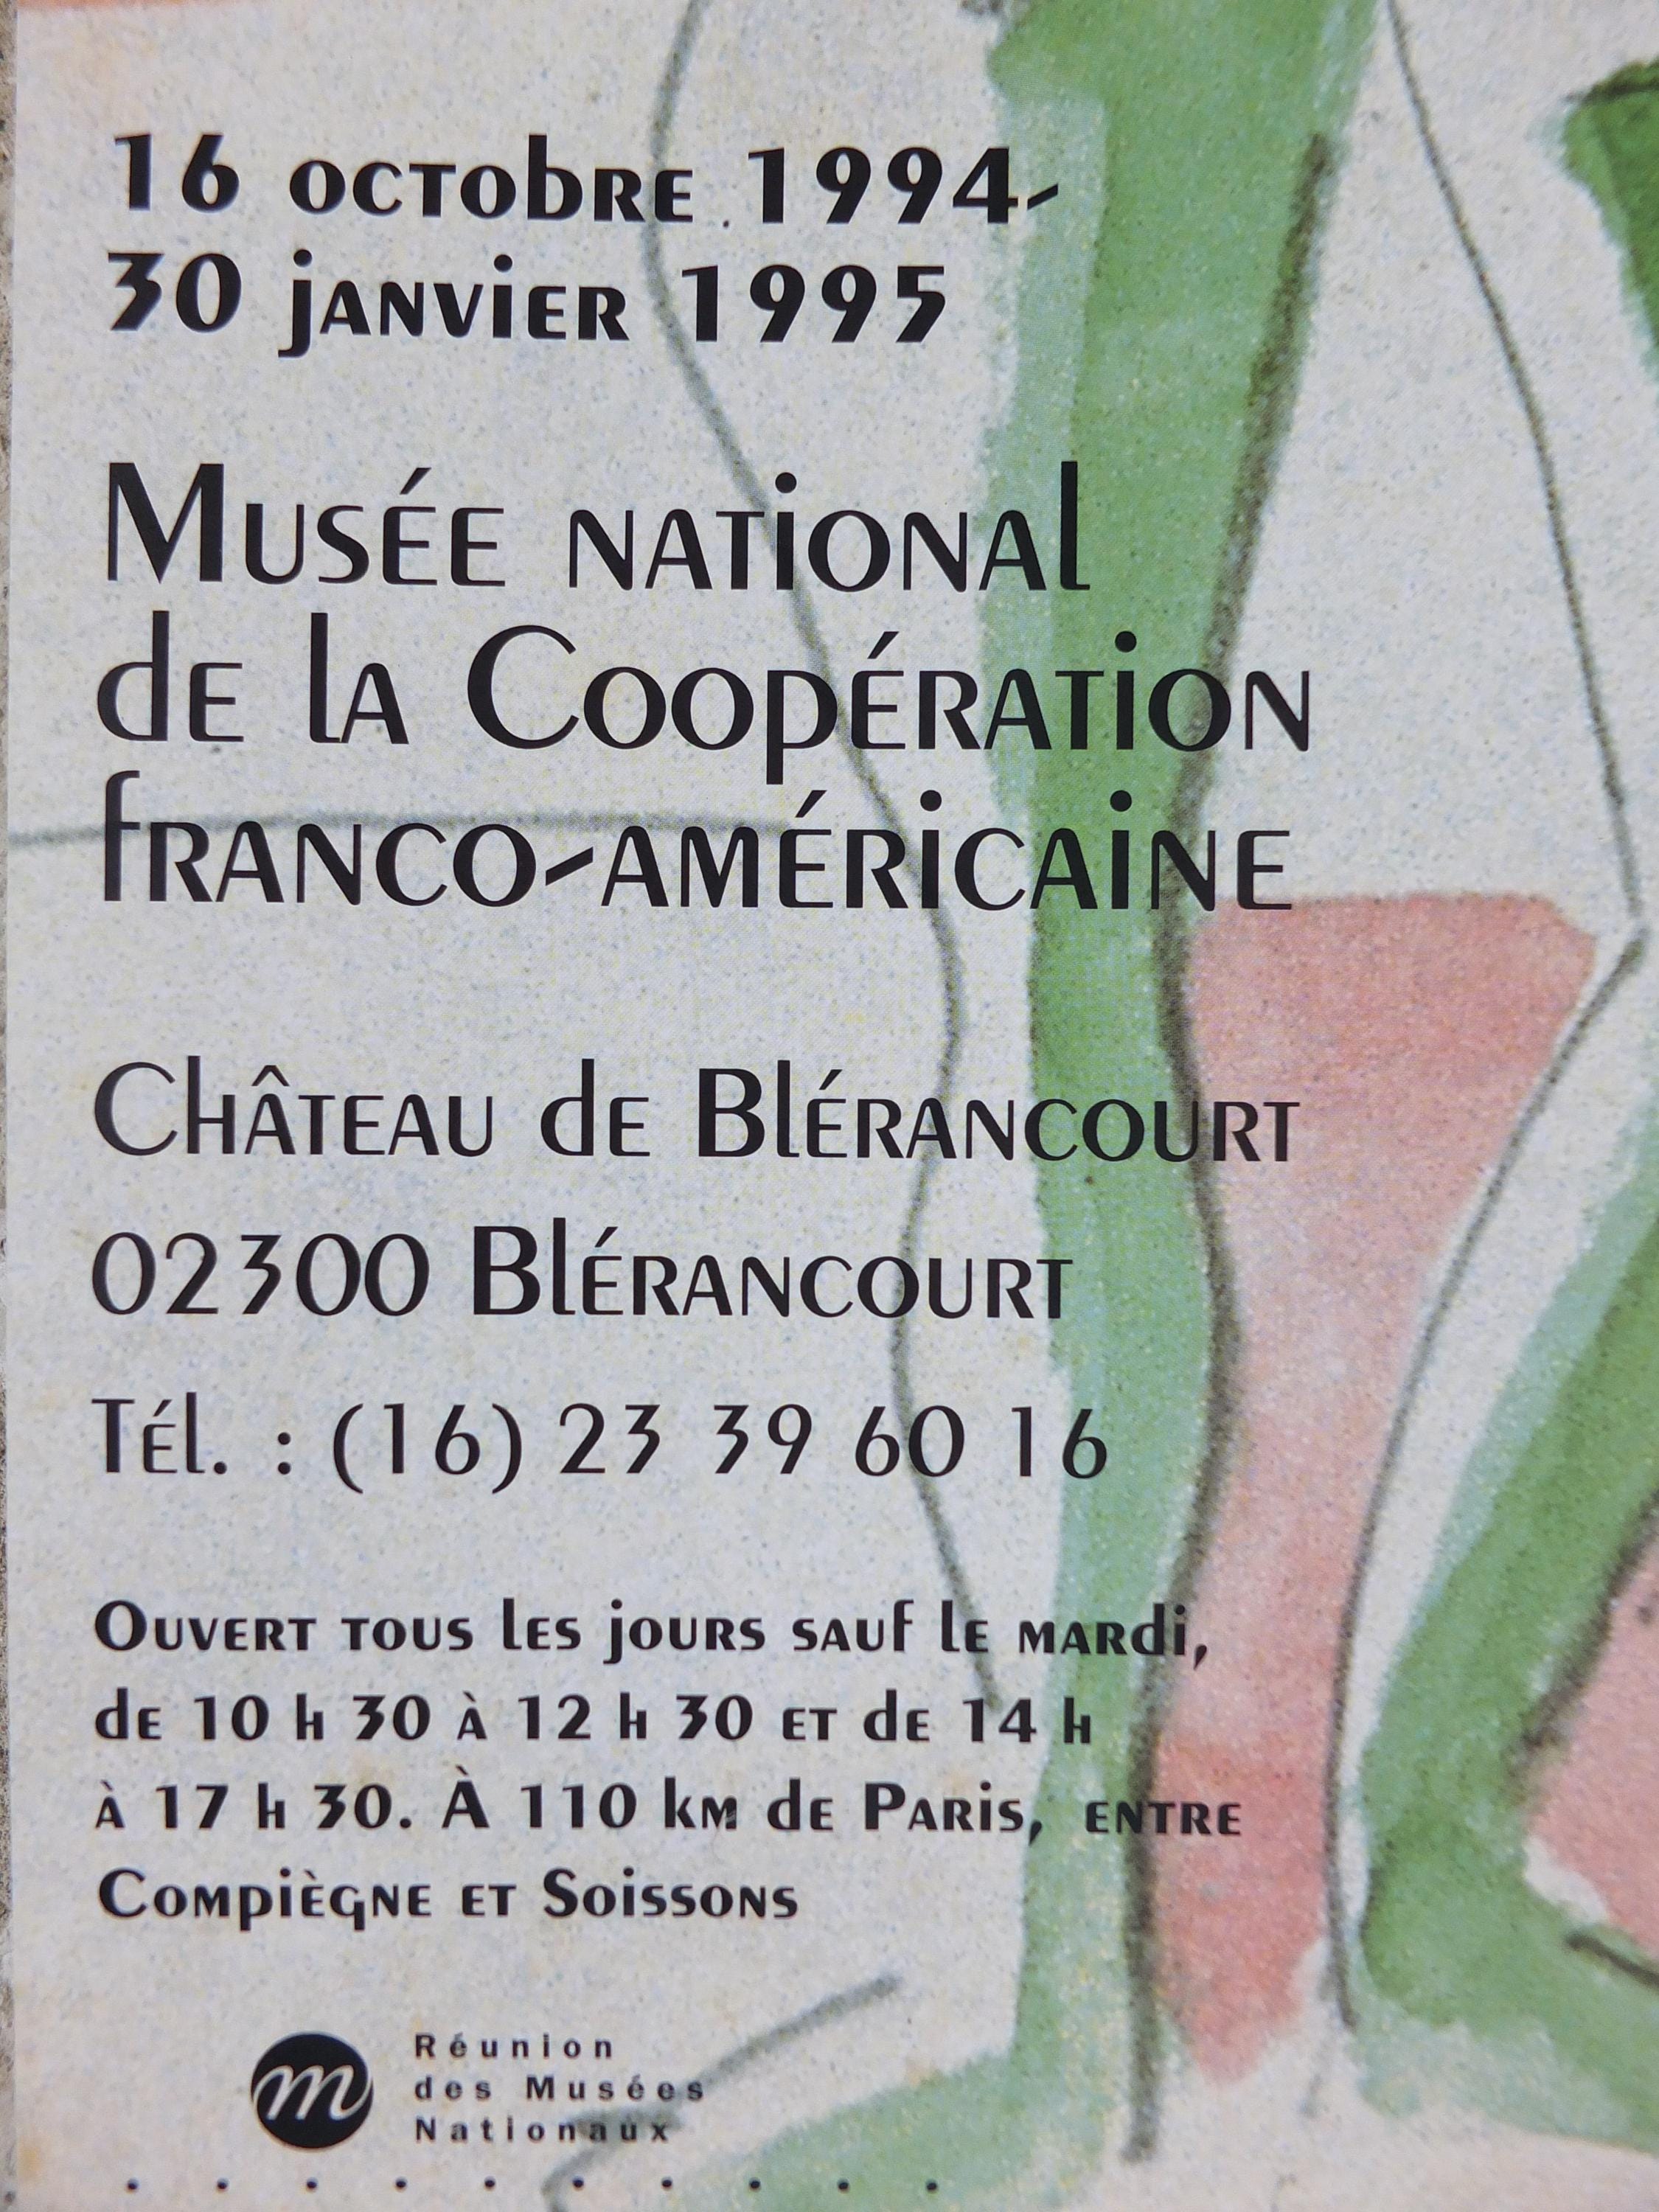 16 octobre 1994-
30 janvier 1995
Musée national
de la Coopération
franco-américaine
Château de Blérancourt
02300 Blérancourt
Tél. : (16) 23 39 60 16
Ouvert tous les jours sauf le mardi,
de 10 h 30 à 12 h 30 et de 14 h
à 17 h 30. À 110 km de Paris, entre
Compiègne et Soissons
m
Réunion
des Musées
Nationaux